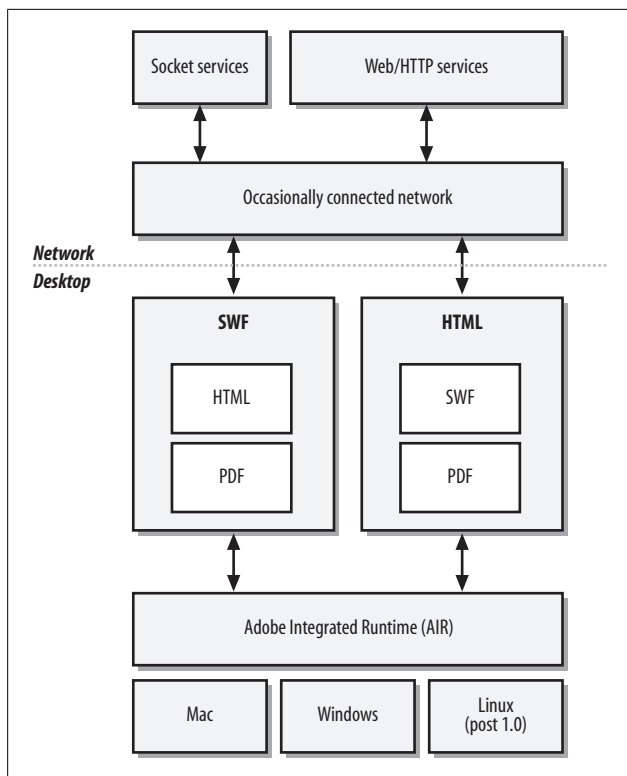 Socket services
Web/HTTP services
Occasionally connected network
Network
Desktop
SWF
HTML
PDF
HTML
SWF
PDF
Adobe Integrated Runtime (AIR)
Mac
Windows
Linux
(post 1.0)